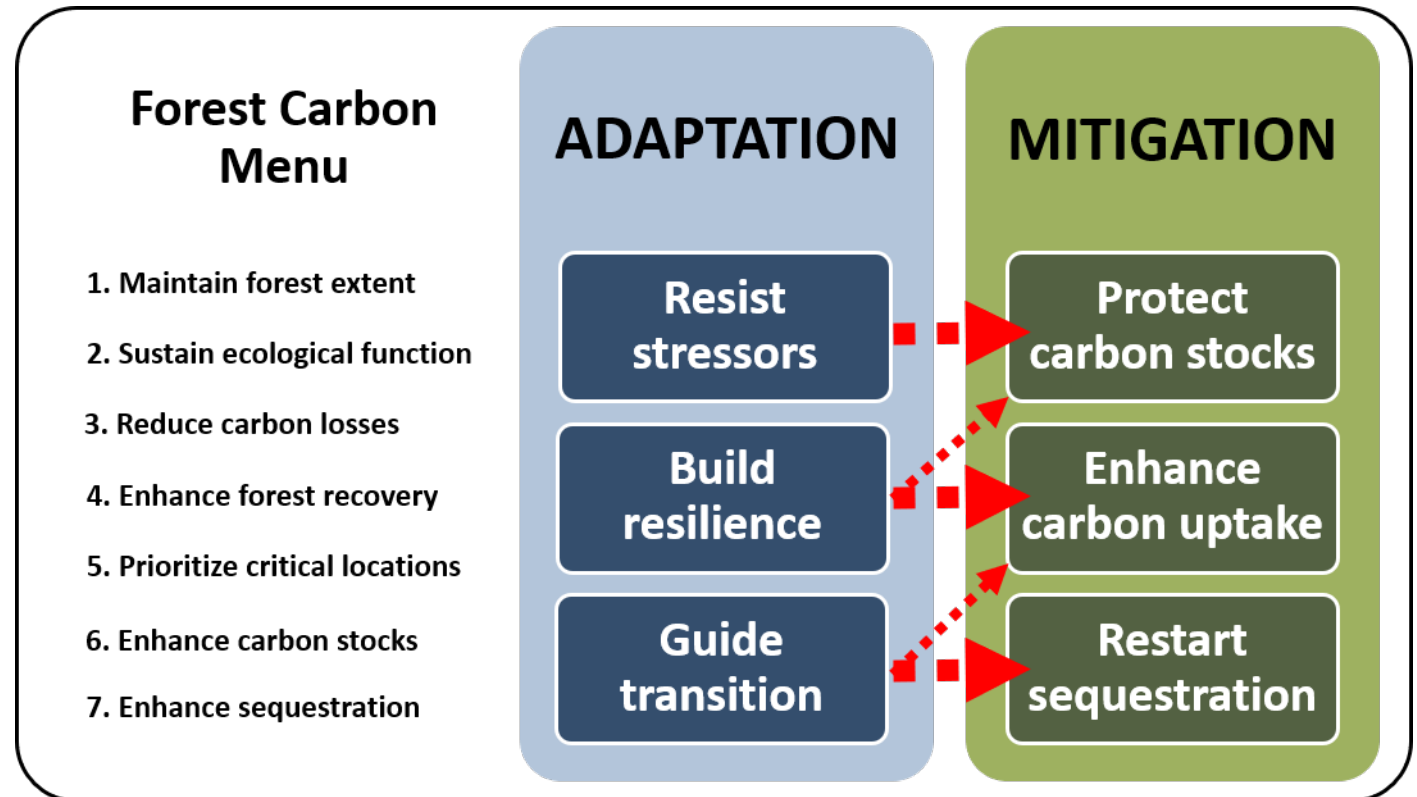 Forest Carbon
Menu
1. Maintain forest extent
2. Sustain ecological function
3. Reduce carbon losses
4. Enhance forest recovery
5. Prioritize critical locations
6. Enhance carbon stocks
7. Enhance sequestration
ADAPTATION
Resist
stressors
Build
resilience
Guide
transition
MITIGATION
Protect
carbon stocks
Enhance
carbon uptake
Restart
sequestration